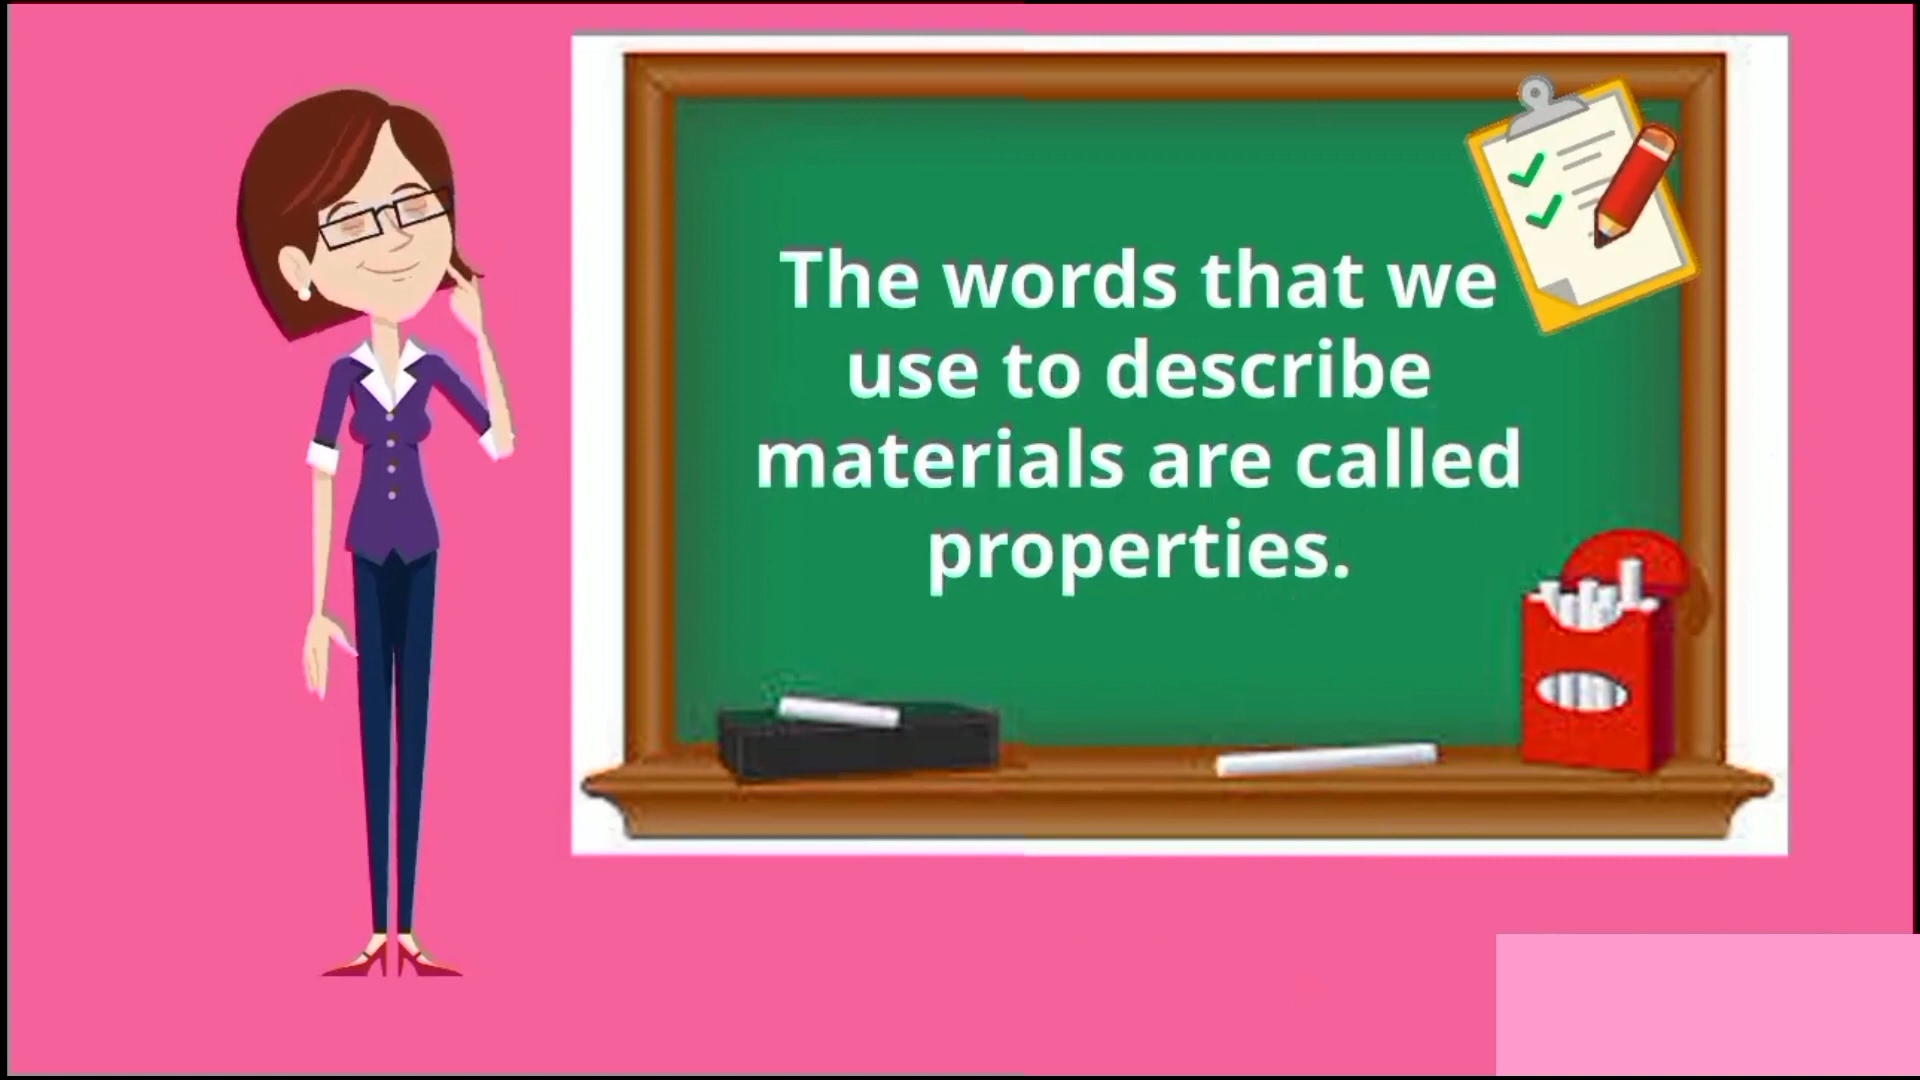 The words that we
use to describe
materials are called
properties.